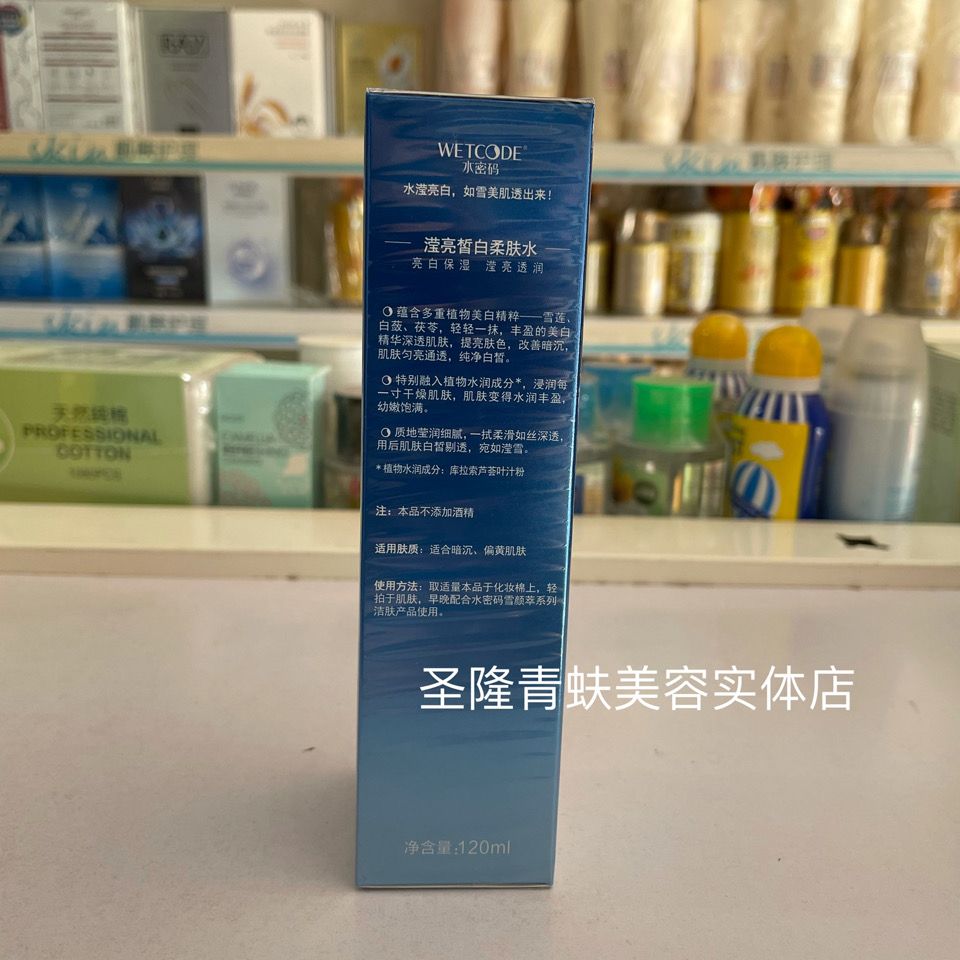 WETCODE®
水密码
水滢亮白，如雪美肌透出来！
滢亮皙白柔肤水
亮白保湿 滢亮透润
蕴含多重植物美白精粹——雪莲、
白蔹、茯苓，轻轻一抹，丰盈的美白
精华深透肌肤，提亮肤色，改善暗沉，
肌肤匀亮通透，纯净白皙。
特别融入植物水润成分*，浸润每
一寸干燥肌肤，肌肤变得水润丰盈，
幼嫩饱满。
质地莹润细腻，一拭柔滑如丝深透，
用后肌肤白皙剔透，宛如滢雪。
*植物水润成分：库拉索芦荟叶汁粉
注：本品不添加酒精
适用肤质：适合暗沉、偏黄肌肤
使用方法：取适量本品于化妆棉上，轻
拍于肌肤，早晚配合水密码雪颜萃系列
洁肤产品使用。
净含量:120ml
圣隆青蚨美容实体店
天然纯棉
PROFESSIONAL
COTTON